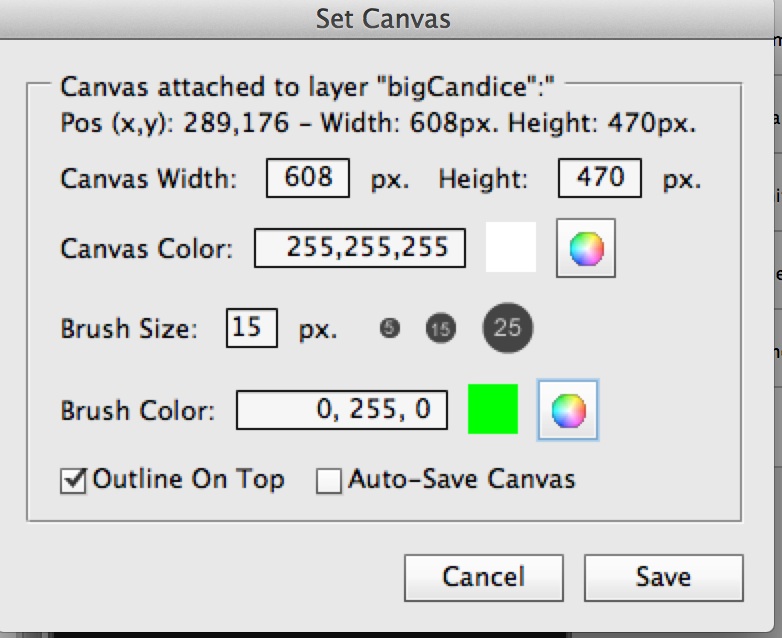 Set Canvas
Canvas attached to layer "bigCandice":"
Pos (x,y): 289,176 – Width: 608px. Height: 470px.
Canvas Width: 608 px. Height: 470 px.
Canvas Color: 255,255,255
Brush Size: 15 px. 5 15 25
Brush Color: 0, 255, 0
Outline On Top Auto-Save Canvas
Cancel Save